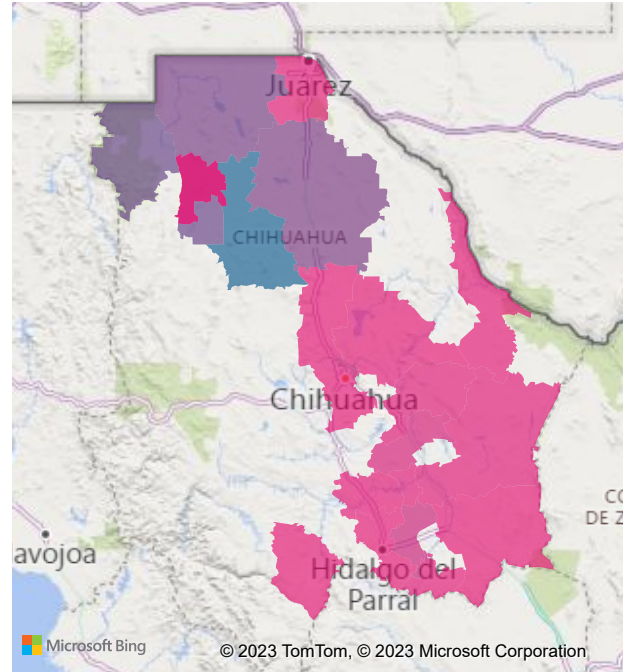 Juárez
CHIHUAHUA
Chihuahua
CO
DE Z
avojoa
Hidalgo del
Parral
Microsoft Bing
© 2023 TomTom, © 2023 Microsoft Corporation